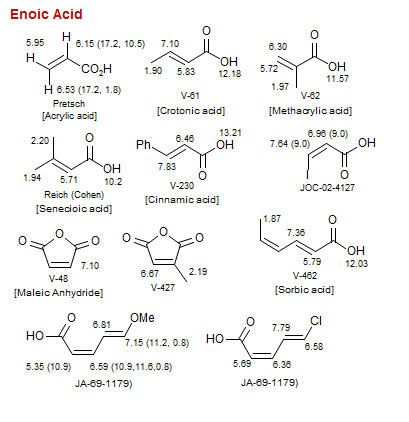 Enoic Acid
5.95 H 6.15 (17.2, 10.5)
H
CO2H
H 6.53 (17.2, 1.8)
Pretsch
[Acrylic acid]
7.10 O
OH
1.90 5.83 12.18
V-61
[Crotonic acid]
6.30 O
5.72 OH
11.57
1.97 V-62
[Methacrylic acid]
2.20 O
OH
1.94 5.71 10.2
Reich (Cohen)
[Senecioic acid]
Ph 6.46 13.21
OH
7.83 O
V-230
[Cinnamic acid]
7.64 (9.0) 6.96 (9.0) OH
O
JOC-02-4127
O O O
7.10
V-48
[Maleic Anhydride]
O O O
6.67 2.19
V-427
1.87 7.36 O
OH
5.79 12.03
V-462
[Sorbic acid]
O 6.81 OMe
HO 7.15 (11.2, 0.8)
5.35 (10.9) 6.59 (10.9,11.6,0.8)
JA-69-1179)
O 7.79 Cl
HO 6.58
5.69 6.36
JA-69-1179)